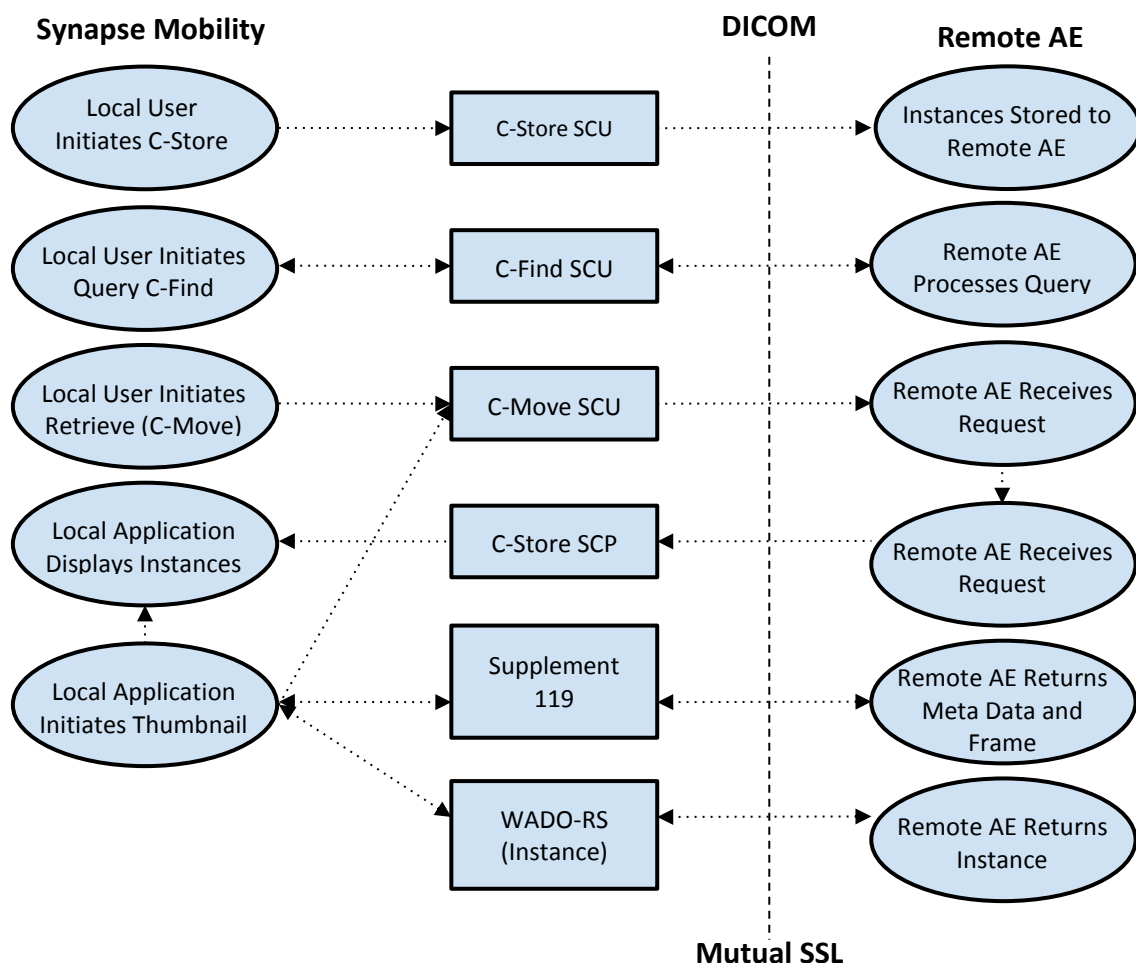 Synapse Mobility
DICOM
Remote AE
Local User
Initiates C-Store
C-Store SCU
Instances Stored to
Remote AE
Local User Initiates
Query C-Find
C-Find SCU
Remote AE
Processes Query
Local User Initiates
Retrieve (C-Move)
C-Move SCU
Remote AE Receives
Request
Local Application
Displays Instances
C-Store SCP
Remote AE Receives
Request
Local Application
Initiates Thumbnail
Supplement
119
Remote AE Returns
Meta Data and
Frame
WADO-RS
(Instance)
Remote AE Returns
Instance
Mutual SSL